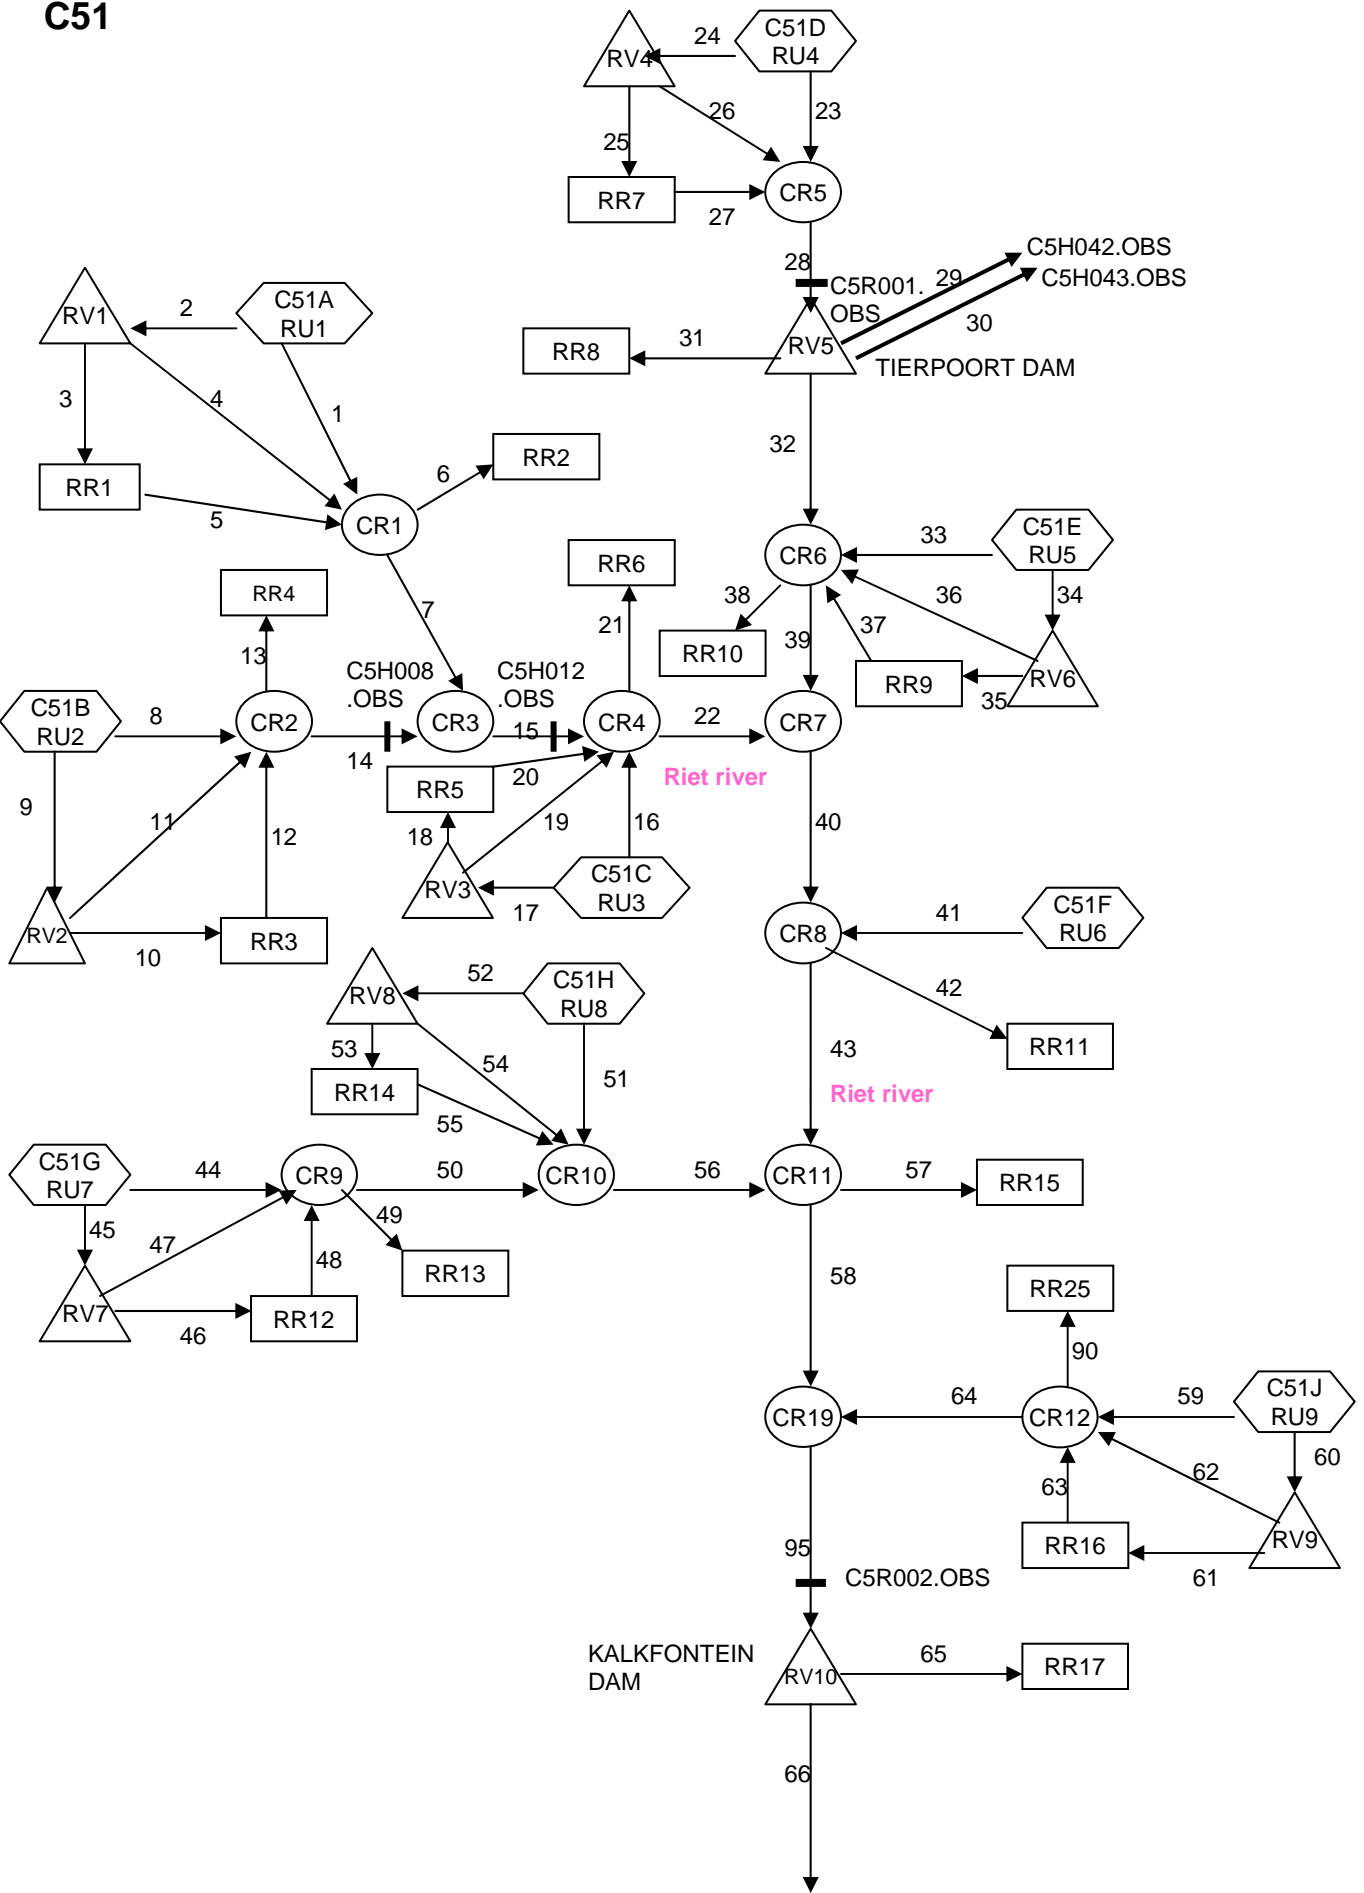 C51
24
C51D
RU4
RV4
26
23
25
RR7
27
CR5
28
C5R001.
OBS
29
C5H042.OBS
C5H043.OBS
30
RV5
31
RR8
TIERPOORT DAM
RV1
2
C51A
RU1
3
4
1
RR1
5
6
RR2
CR1
32
7
RR6
CR6
33
C51E
RU5
RR4
38
36
34
21
37
39
RR10
RR9
35
RV6
13
C5H008
.OBS
C5H012
.OBS
C51B
RU2
8
CR2
14
CR3
15
CR4
22
CR7
Riet river
RR5
20
9
11
12
18
19
16
40
RV3
17
C51C
RU3
RV2
10
RR3
CR8
41
C51F
RU6
42
RR11
RV8
52
C51H
RU8
53
54
51
43
RR14
55
Riet river
C51G
RU7
44
CR9
50
CR10
56
CR11
57
RR15
45
47
48
49
RR13
RV7
46
RR12
58
RR25
90
CR19
64
CR12
59
C51J
RU9
60
62
63
RR16
61
RV9
95
C5R002.OBS
KALKFONTEIN
DAM
RV10
65
RR17
66